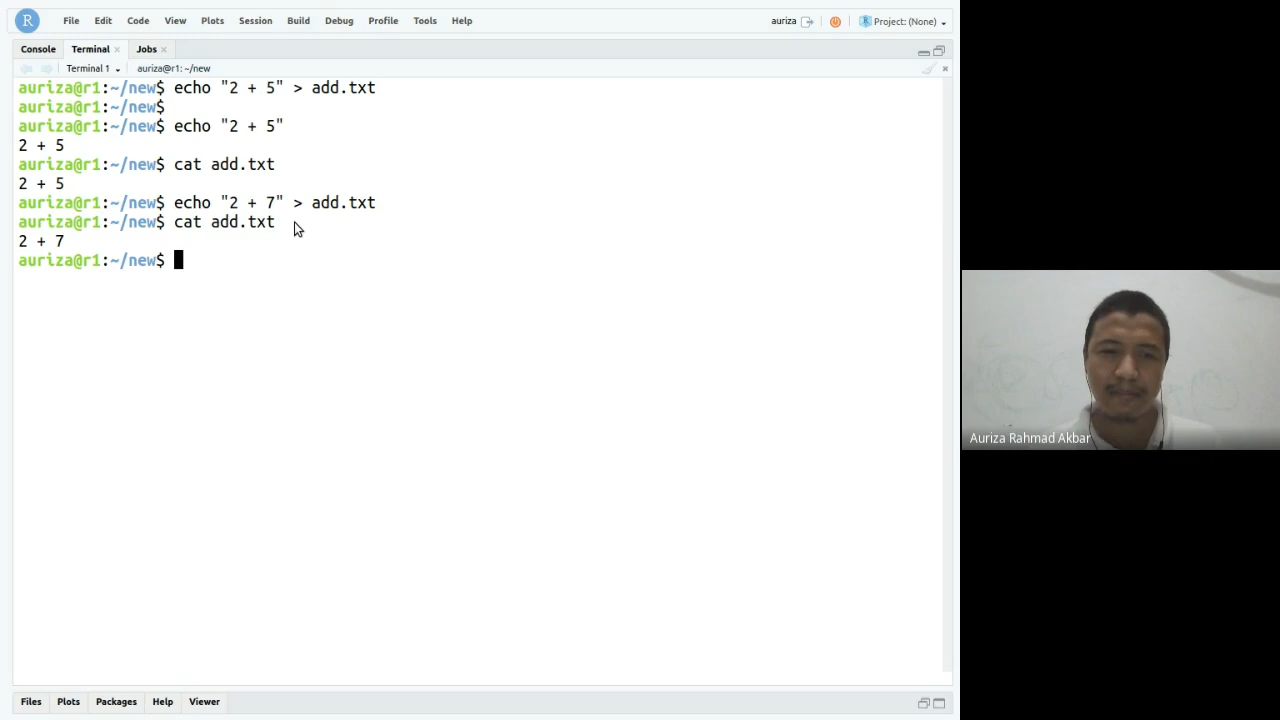 R File Edit Code View Plots Session Build Debug Profile Tools Help auriza R Project: (None)
Console Terminal × Jobs ×
Terminal 1 auriza@r1: ~/new
auriza@r1:~/new$ echo "2 + 5" > add.txt
auriza@r1:~/new$
auriza@r1:~/new$ echo "2 + 5"
2 + 5
auriza@r1:~/new$ cat add.txt
2 + 5
auriza@r1:~/new$ echo "2 + 7" > add.txt
auriza@r1:~/new$ cat add.txt
2 + 7
auriza@r1:~/new$
Files Plots Packages Help Viewer
Auriza Rahmad Akbar